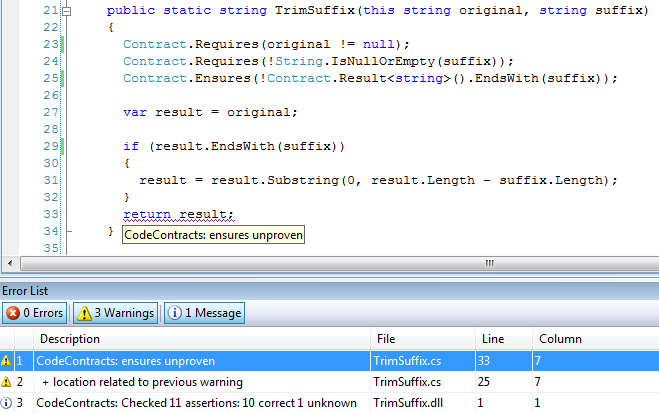 21 public static string TrimSuffix(this string original, string suffix)
22 {
23 Contract.Requires(original != null);
24 Contract.Requires(!String.IsNullOrEmpty(suffix));
25 Contract.Ensures(!Contract.Result<string>().EndsWith(suffix));
26
27 var result = original;
28
29 if (result.EndsWith(suffix))
30 {
31 result = result.Substring(0, result.Length - suffix.Length);
32 }
33 return result;
34 }
CodeContracts: ensures unproven
35
Error List
0 Errors 3 Warnings 1 Message
Description File Line Column
1 CodeContracts: ensures unproven TrimSuffix.cs 33 7
2 + location related to previous warning TrimSuffix.cs 25 7
3 CodeContracts: Checked 11 assertions: 10 correct 1 unknown TrimSuffix.dll 1 1